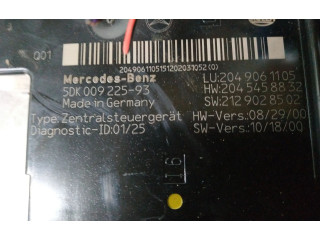 001
2049061105151202031052(0)
Mercedes-Benz LU:204 906 11 05
5DK 009 225-93 HW:204 545 88 32
Made in Germany SW:212 902 85 02
Type: Zentralsteuergerät HW-Vers:08/29/00
Diagnostic-ID:01/25 SW-Vers:10/18/00
16